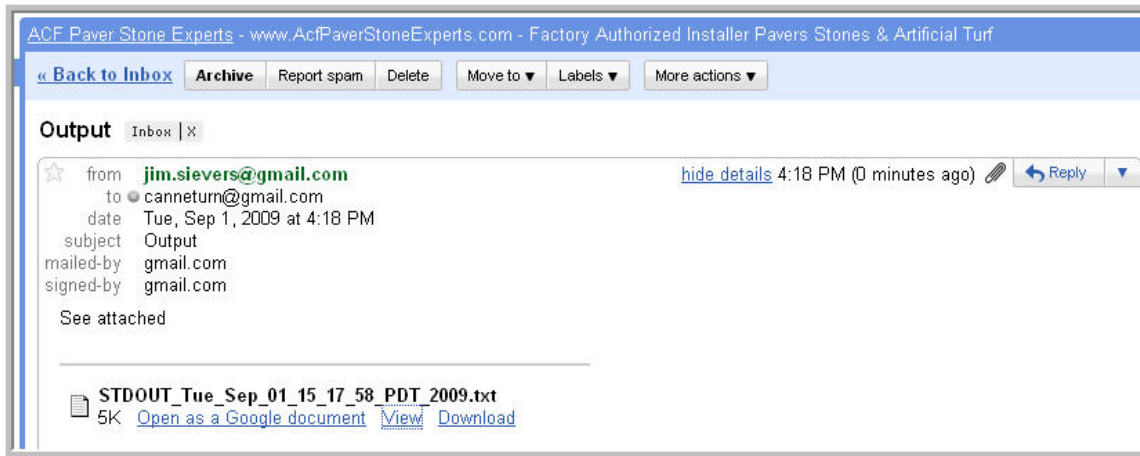 ACF Paver Stone Experts - www.AcfPaverStoneExperts.com - Factory Authorized Installer Pavers Stones & Artificial Turf
« Back to Inbox Archive Report spam Delete Move to ▼ Labels ▼ More actions ▼
Output Inbox | X
from jim.sievers@gmail.com hide details 4:18 PM (0 minutes ago) Reply ▼
to canneturn@gmail.com
date Tue, Sep 1, 2009 at 4:18 PM
subject Output
mailed-by gmail.com
signed-by gmail.com
See attached
STDOUT_Tue_Sep_01_15_17_58_PDT_2009.txt
5K Open as a Google document View Download